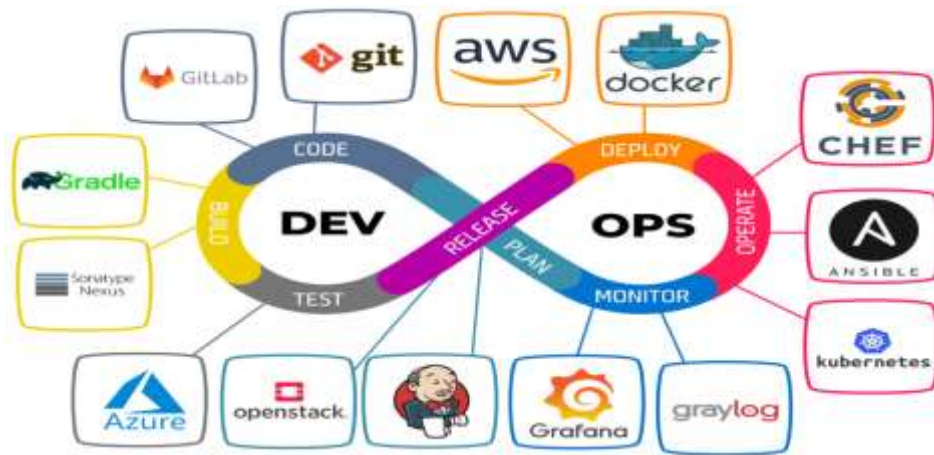 GitLab
git
aws
docker
CHEF
Gradle
CODE
DEPLOY
BUILD
DEV
RELEASE
OPS
OPERATE
PLAN
ANSIBLE
Sonatype
Nexus
TEST
MONITOR
kubernetes
Azure
openstack.
Grafana
graylog